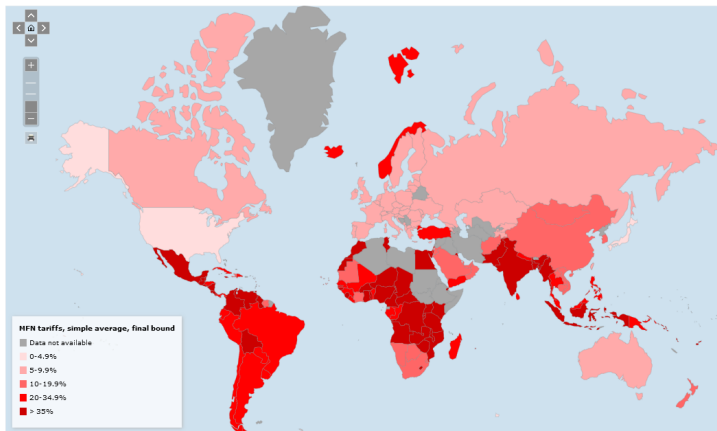 MFN tariffs, simple average, final bound
Data not available
0-4.9%
5-9.9%
10-19.9%
20-34.9%
> 35%